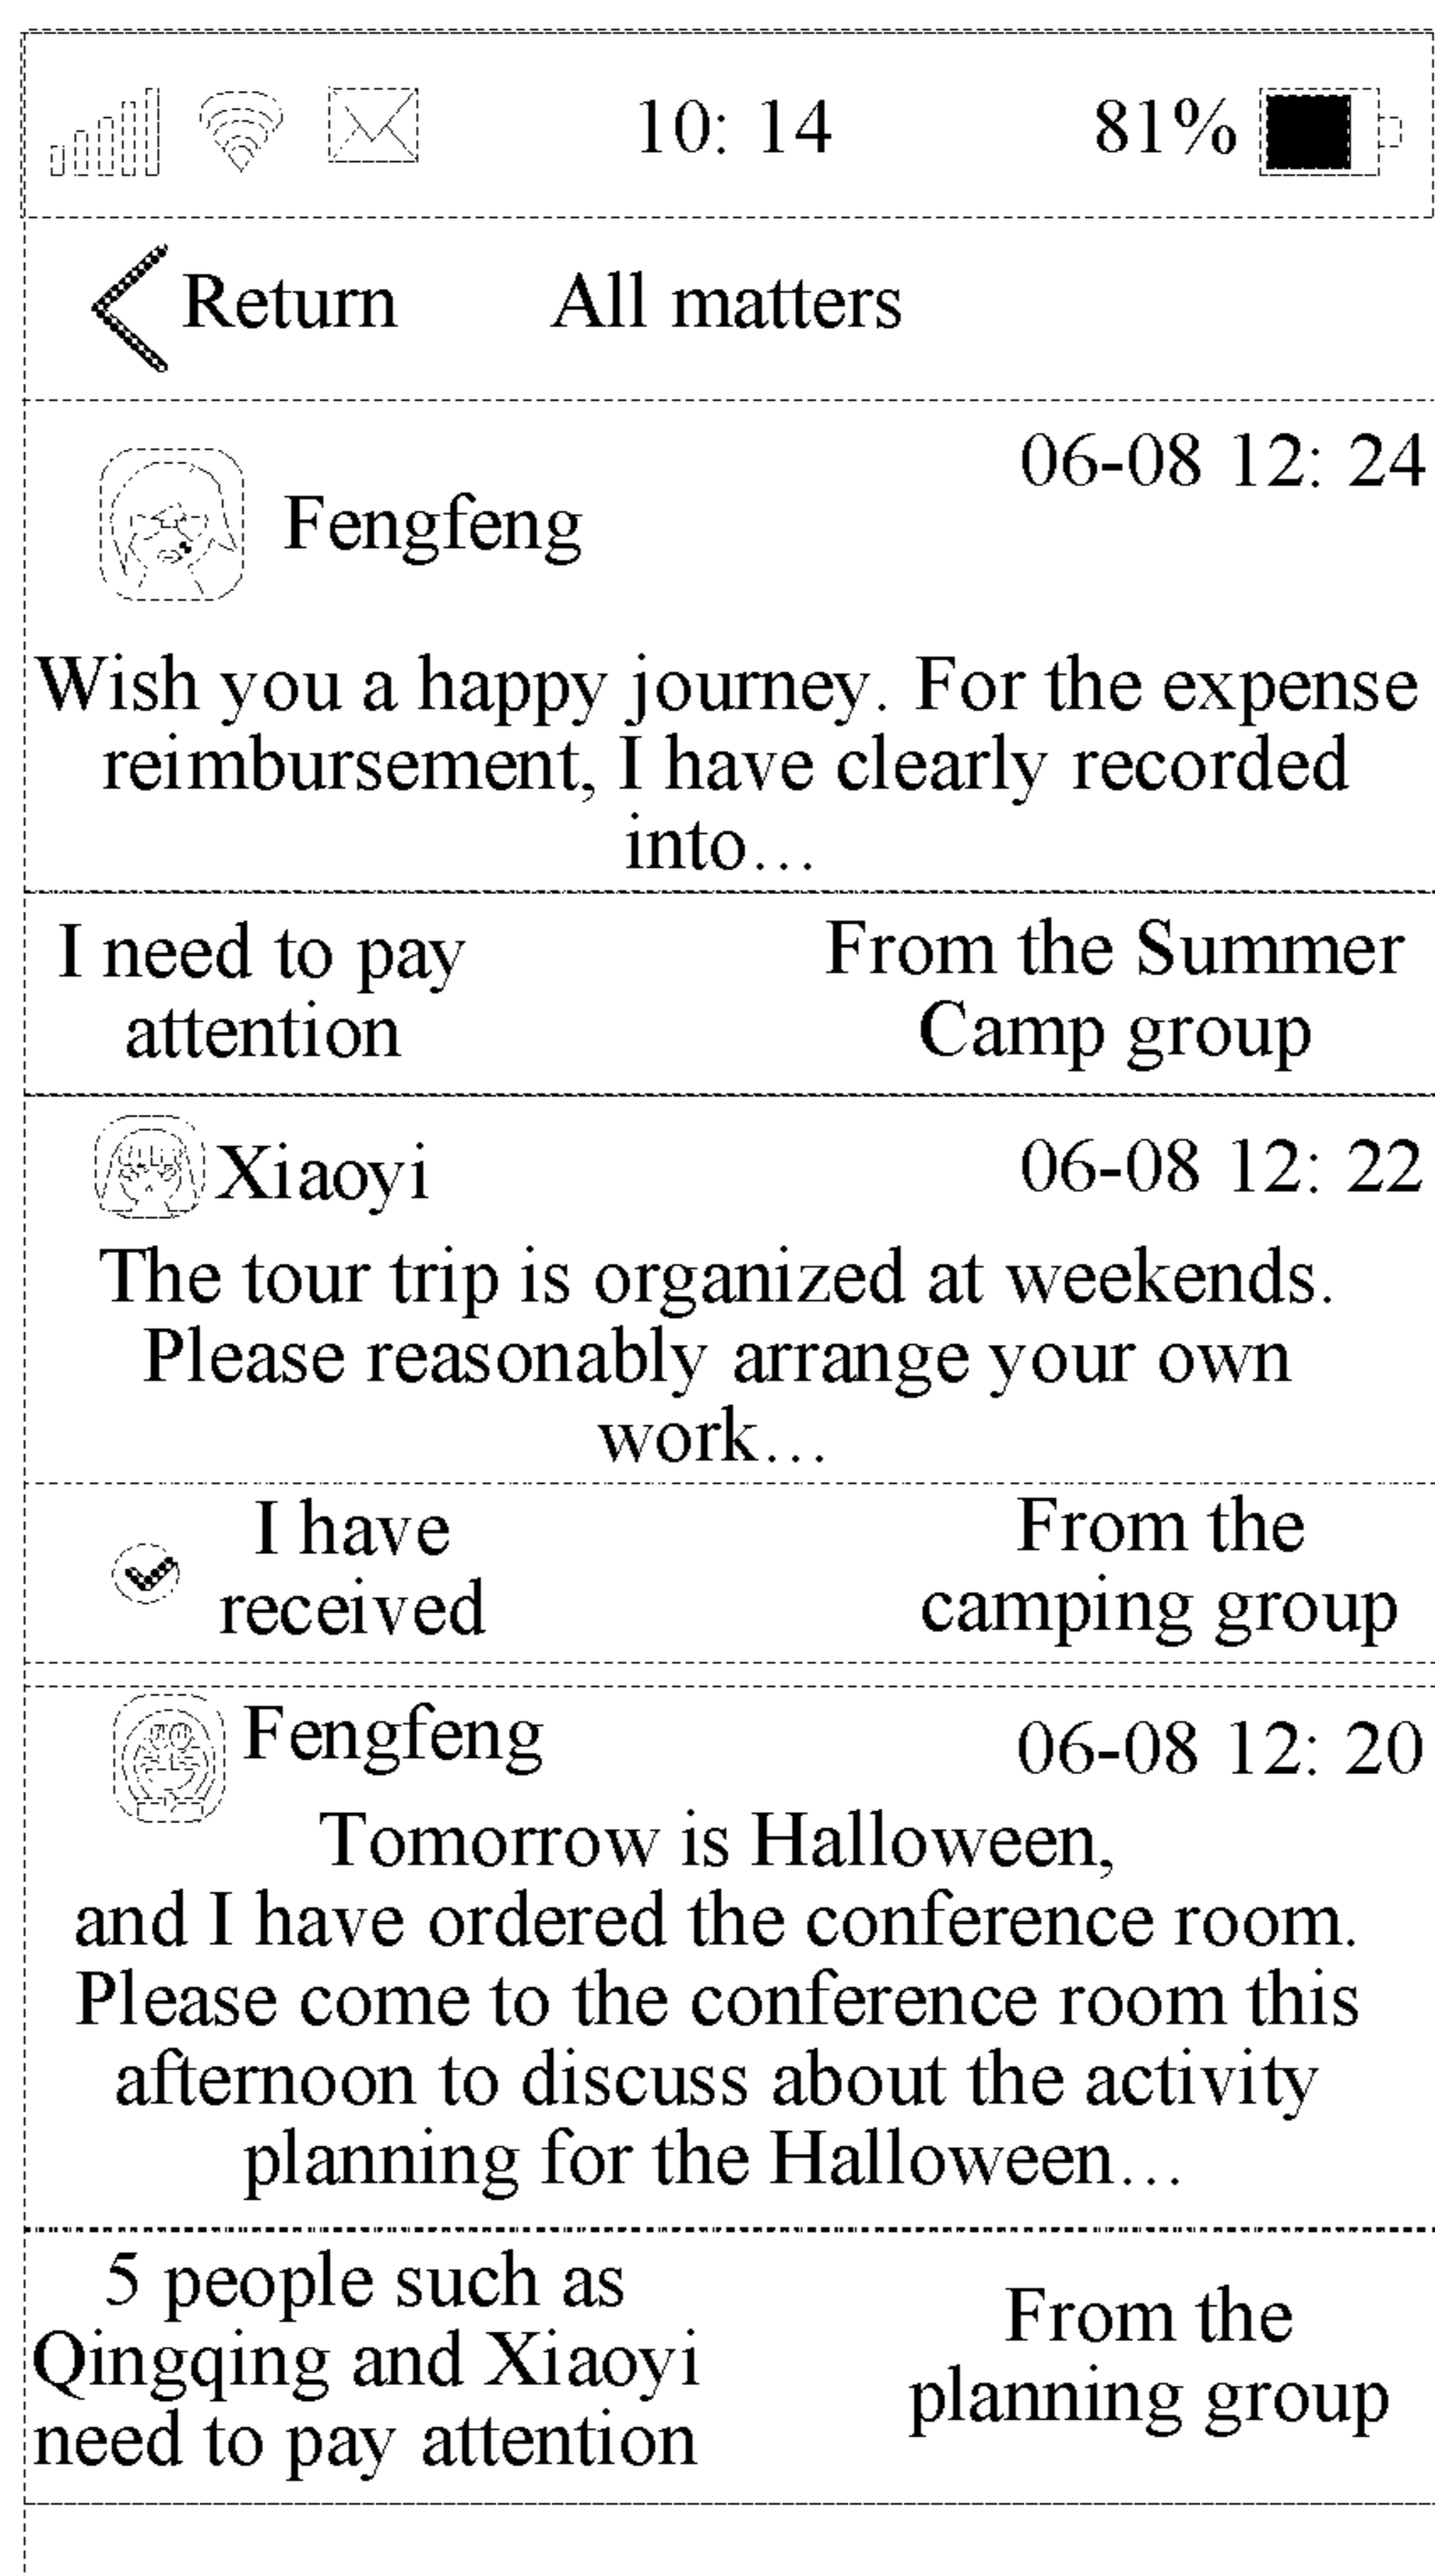 10: 14 81%
Return All matters
06-08 12: 24
Fengfeng
Wish you a happy journey. For the expense
reimbursement, I have clearly recorded
into...
I need to pay
attention
From the Summer
Camp group
Xiaoyi 06-08 12: 22
The tour trip is organized at weekends.
Please reasonably arrange your own
work...
I have
received
From the
camping group
Fengfeng 06-08 12: 20
Tomorrow is Halloween,
and I have ordered the conference room.
Please come to the conference room this
afternoon to discuss about the activity
planning for the Halloween...
5 people such as
Qingqing and Xiaoyi
need to pay attention
From the
planning group